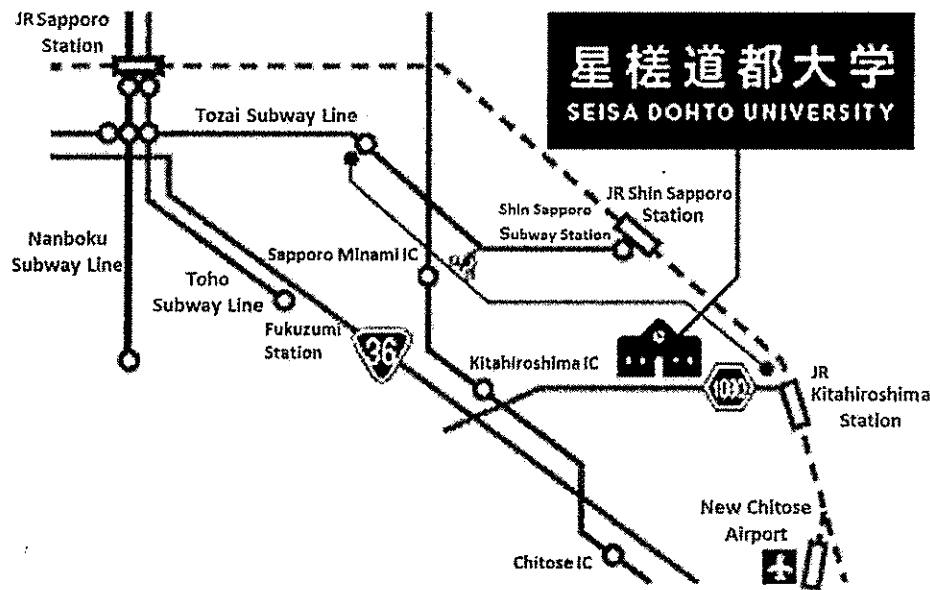 JR Sapporo
Station
星槎道都大学
SEISA DOHTO UNIVERSITY
Tozai Subway Line
JR Shin Sapporo
Station
Shin Sapporo
Subway Station
Nanboku
Subway Line
Sapporo Minami IC
Toho
Subway Line
Fukuzumi
Station
36
Kitahiroshima IC
JR
Kitahiroshima
Station
New Chitose
Airport
Chitose IC